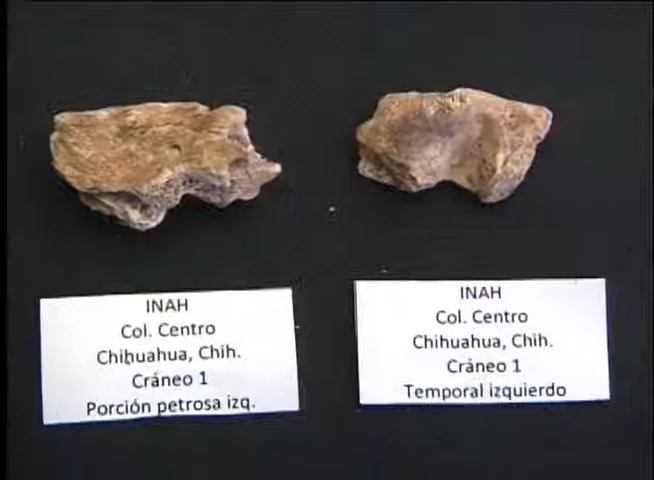 INAH
Col. Centro
Chihuahua, Chih.
Cráneo 1
Porción petrosa izq.
INAH
Col. Centro
Chihuahua, Chih.
Cráneo 1
Temporal izquierdo